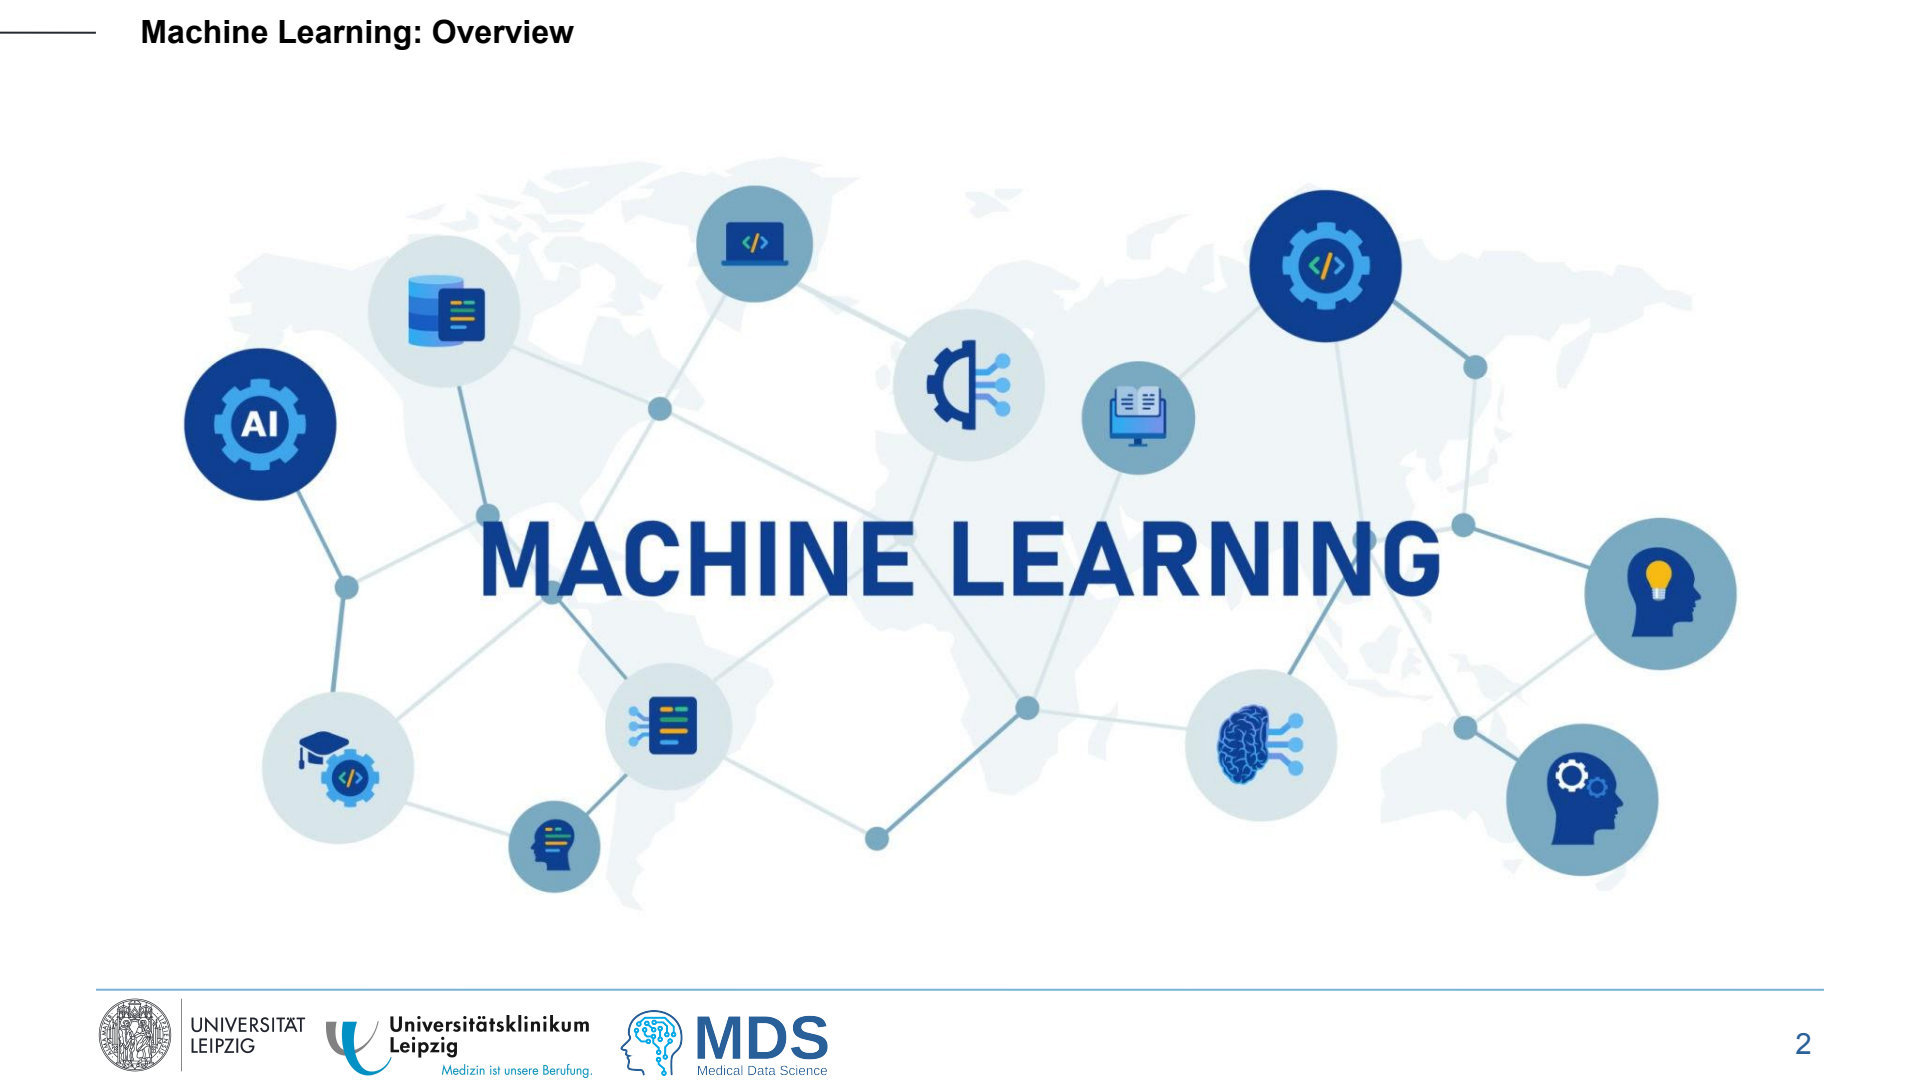 Machine Learning: Overview
</>
</>
AI
MACHINE LEARNING
</>
UNIVERSITÄT
LEIPZIG
Universitätsklinikum
Leipzig
Medizin ist unsere Berufung.
MDS
Medical Data Science
2